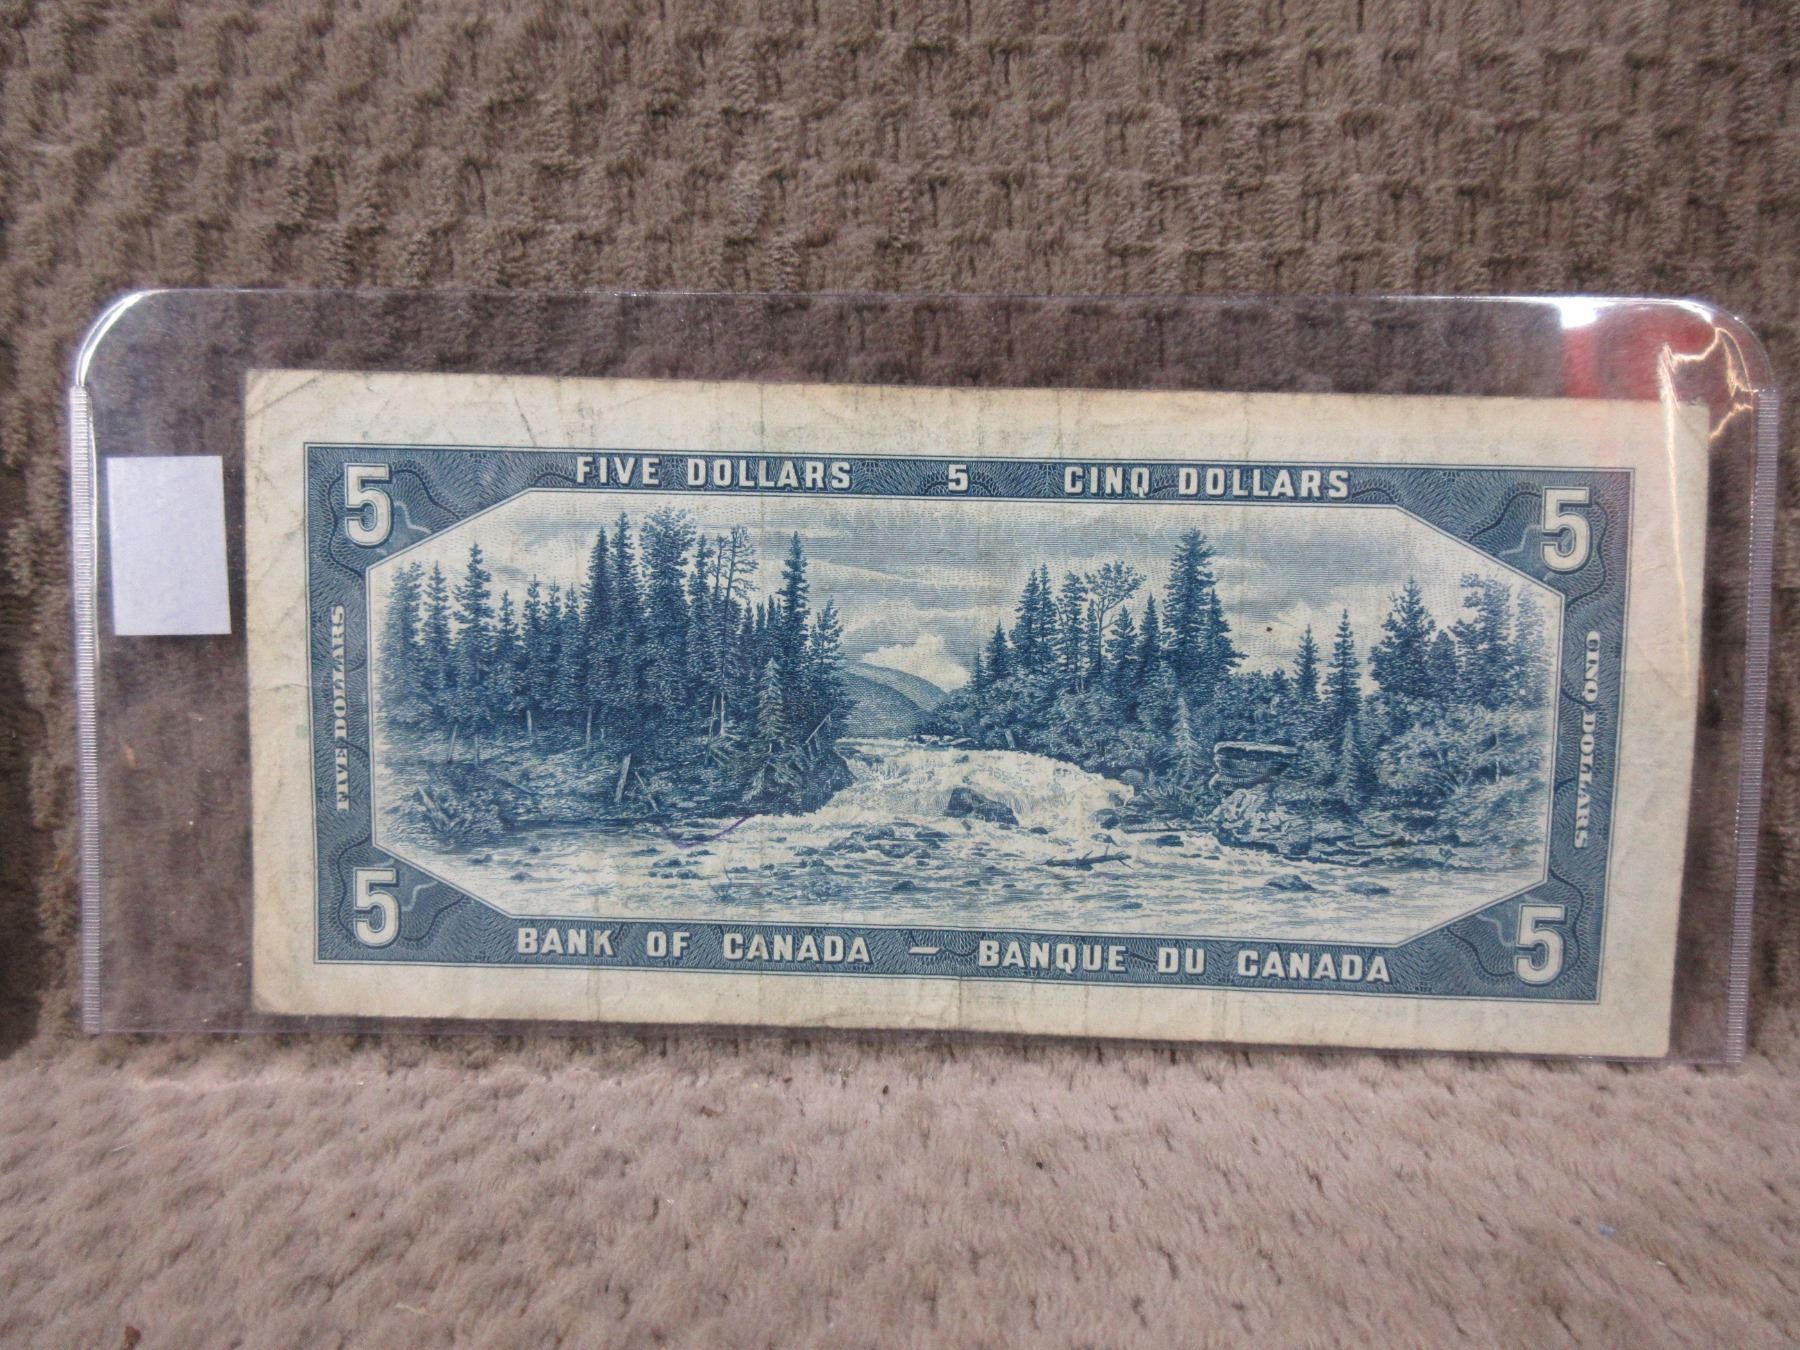 FIVE DOLLARS 5 CINQ DOLLARS
5
5
FIVE DOLLARS
CINQ DOLLARS
5
5
BANK OF CANADA – BANQUE DU CANADA